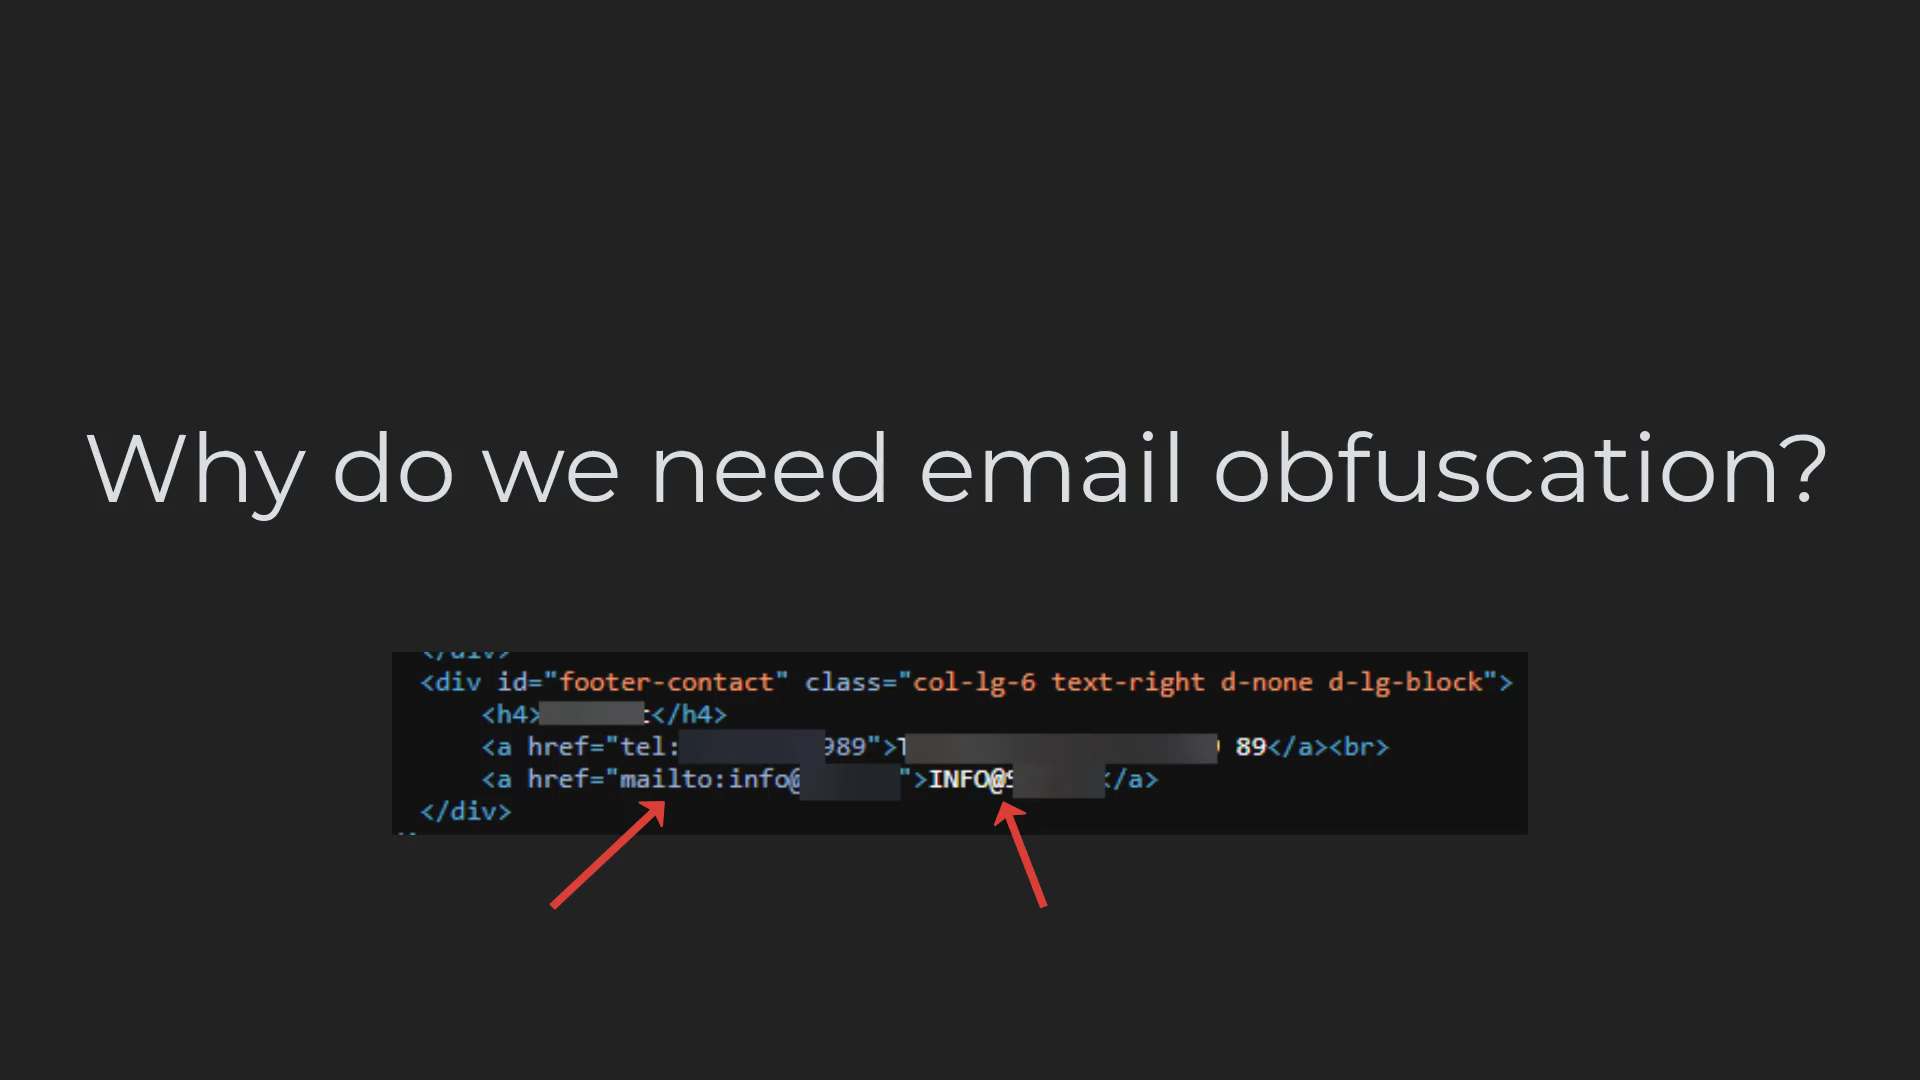 Why do we need email obfuscation?
</div>
<div id="footer-contact" class="col-lg-6 text-right d-none d-lg-block">
<h4> </h4>
<a href="tel: 989"> 89</a><br>
<a href="mailto:info@ ">INFO@ </a>
</div>